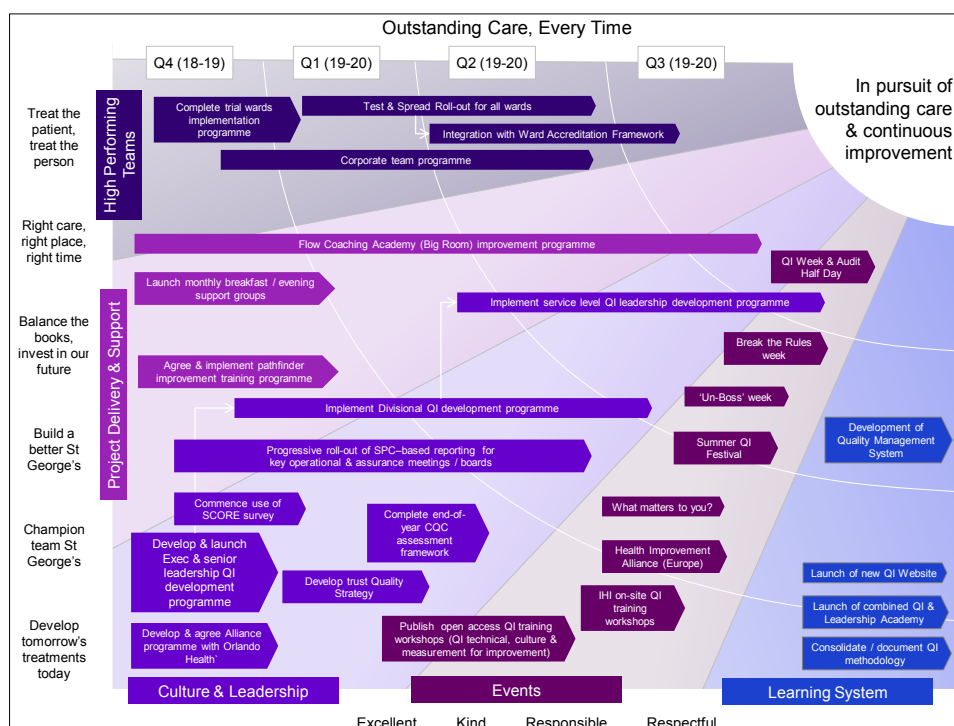 Outstanding Care, Every Time
Q4 (18-19)
Q1 (19-20)
Q2 (19-20)
Q3 (19-20)
In pursuit of
outstanding care
& continuous
improvement
Treat the
patient,
treat the
person
Right care,
right place,
right time
Balance the
books,
invest in our
future
Build a
better St
George's
Champion
team St
George's
Develop
tomorrow's
treatments
today
High Performing
Teams
Complete trial wards
implementation
programme
Test & Spread Roll-out for all wards
Integration with Ward Accreditation Framework
Corporate team programme
Project Delivery & Support
Flow Coaching Academy (Big Room) improvement programme
Launch monthly breakfast / evening
support groups
Agree & implement pathfinder
improvement training programme
QI Week & Audit
Half Day
Implement service level QI leadership development programme
Break the Rules
week
Implement Divisional QI development programme
'Un-Boss' week
Progressive roll-out of SPC–based reporting for
key operational & assurance meetings / boards
Summer QI
Festival
Development of
Quality Management
System
Commence use of
SCORE survey
Complete end-of-
year CQC
assessment
framework
What matters to you?
Develop & launch
Exec & senior
leadership QI
development
programme
Develop trust Quality
Strategy
Health Improvement
Alliance (Europe)
Launch of new QI Website
IHI on-site QI
training
workshops
Launch of combined QI &
Leadership Academy
Develop & agree Alliance
programme with Orlando
Health`
Publish open access QI training
workshops (QI technical, culture &
measurement for improvement)
Consolidate / document QI
methodology
Culture & Leadership
Events
Learning System
Excellent Kind Responsible Respectful